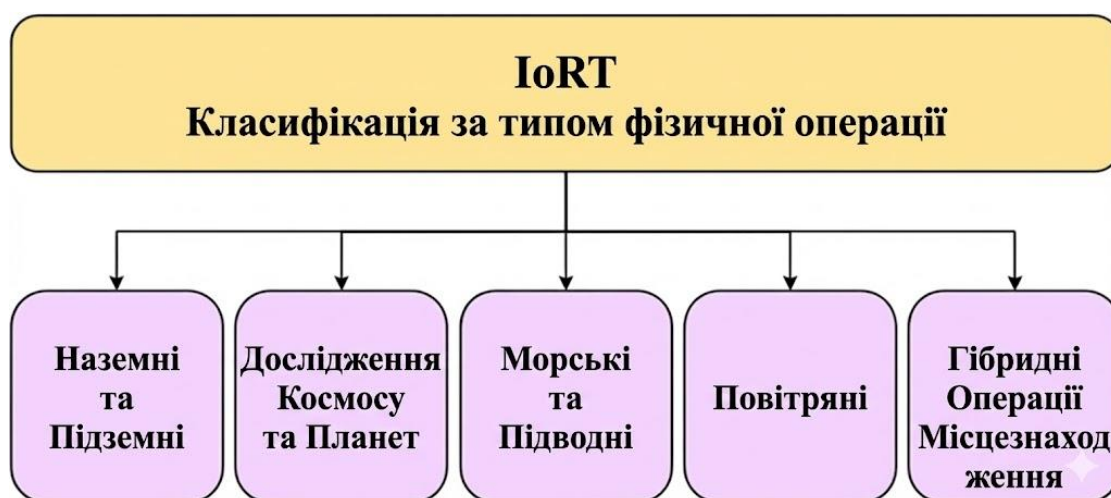 IoRT
Класифікація за типом фізичної операції
Наземні
та
Підземні
Дослідження
Космосу
та Планет
Морські
та
Підводні
Повітряні
Гібридні
Операції
Місцезнаход
ження